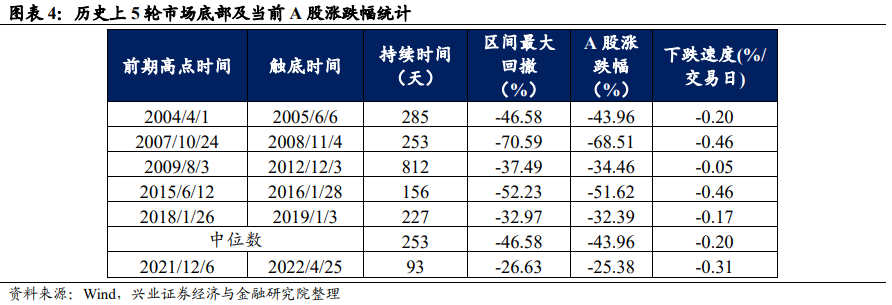 图表 4：历史上 5 轮市场底部及当前 A 股涨跌幅统计
前期高点时间 触底时间 持续时间（天） 区间最大回撤（%） A 股涨跌幅（%） 下跌速度(%/交易日)
2004/4/1 2005/6/6 285 -46.58 -43.96 -0.20
2007/10/24 2008/11/4 253 -70.59 -68.51 -0.46
2009/8/3 2012/12/3 812 -37.49 -34.46 -0.05
2015/6/12 2016/1/28 156 -52.23 -51.62 -0.46
2018/1/26 2019/1/3 227 -32.97 -32.39 -0.17
中位数 253 -46.58 -43.96 -0.20
2021/12/6 2022/4/25 93 -26.63 -25.38 -0.31
资料来源：Wind，兴业证券经济与金融研究院整理